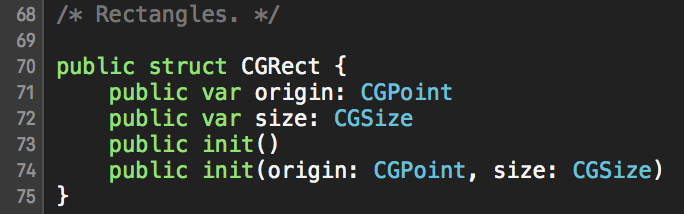 68 /* Rectangles. */
69
70 public struct CGRect {
71     public var origin: CGPoint
72     public var size: CGSize
73     public init()
74     public init(origin: CGPoint, size: CGSize)
75 }